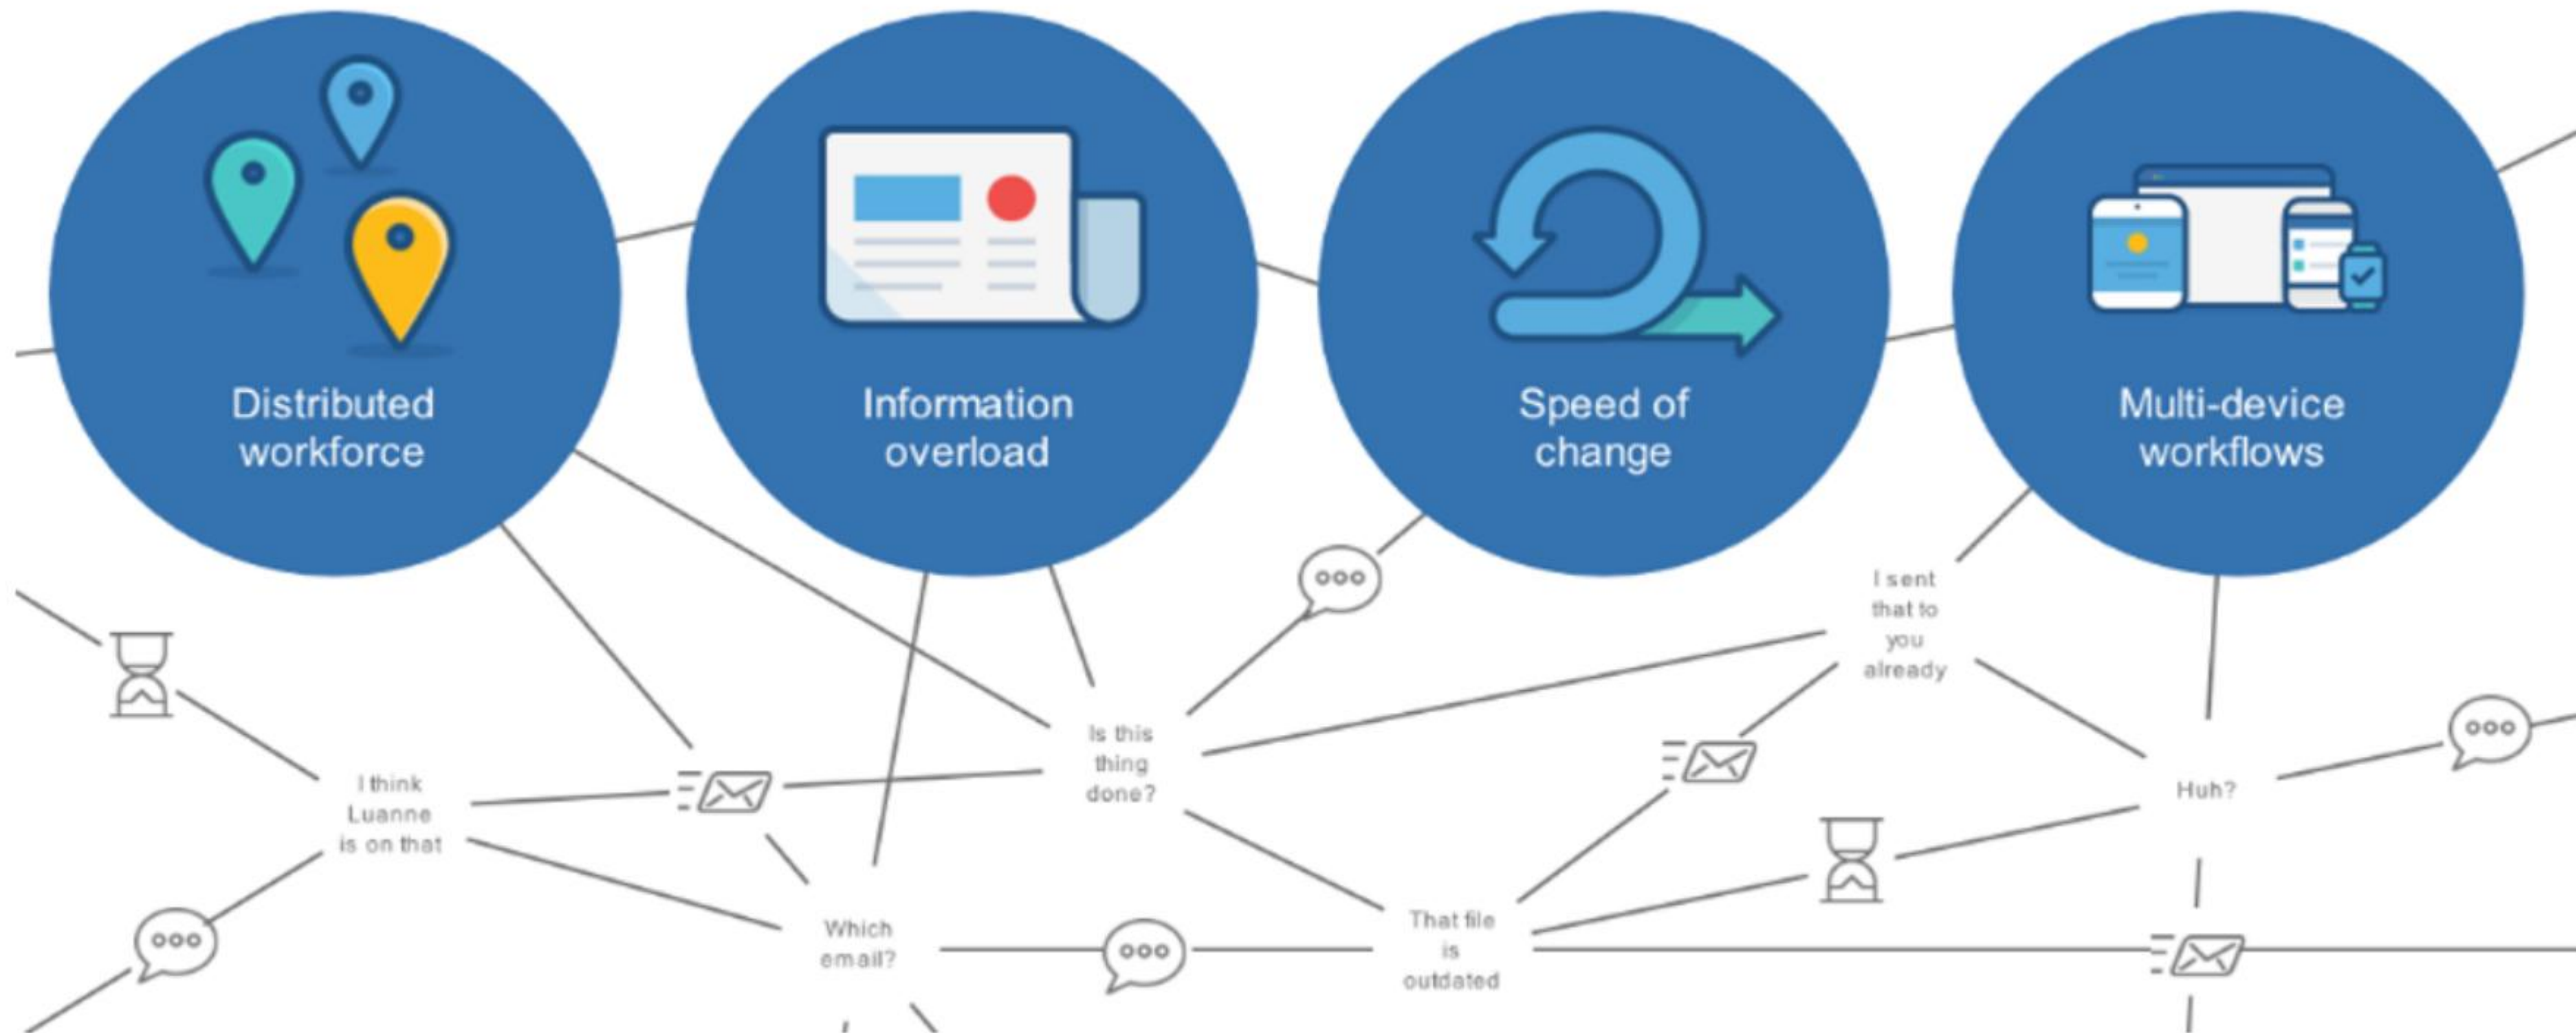 Distributed
workforce
Information
overload
Speed of
change
Multi-device
workflows
I sent
that to
you
already
Is this
thing
done?
I think
Luanne
is on that
Huh?
Which
email?
That file
is
outdated